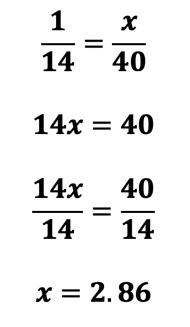 1/14 = x/40
14x = 40
14x/14 = 40/14
x = 2.86